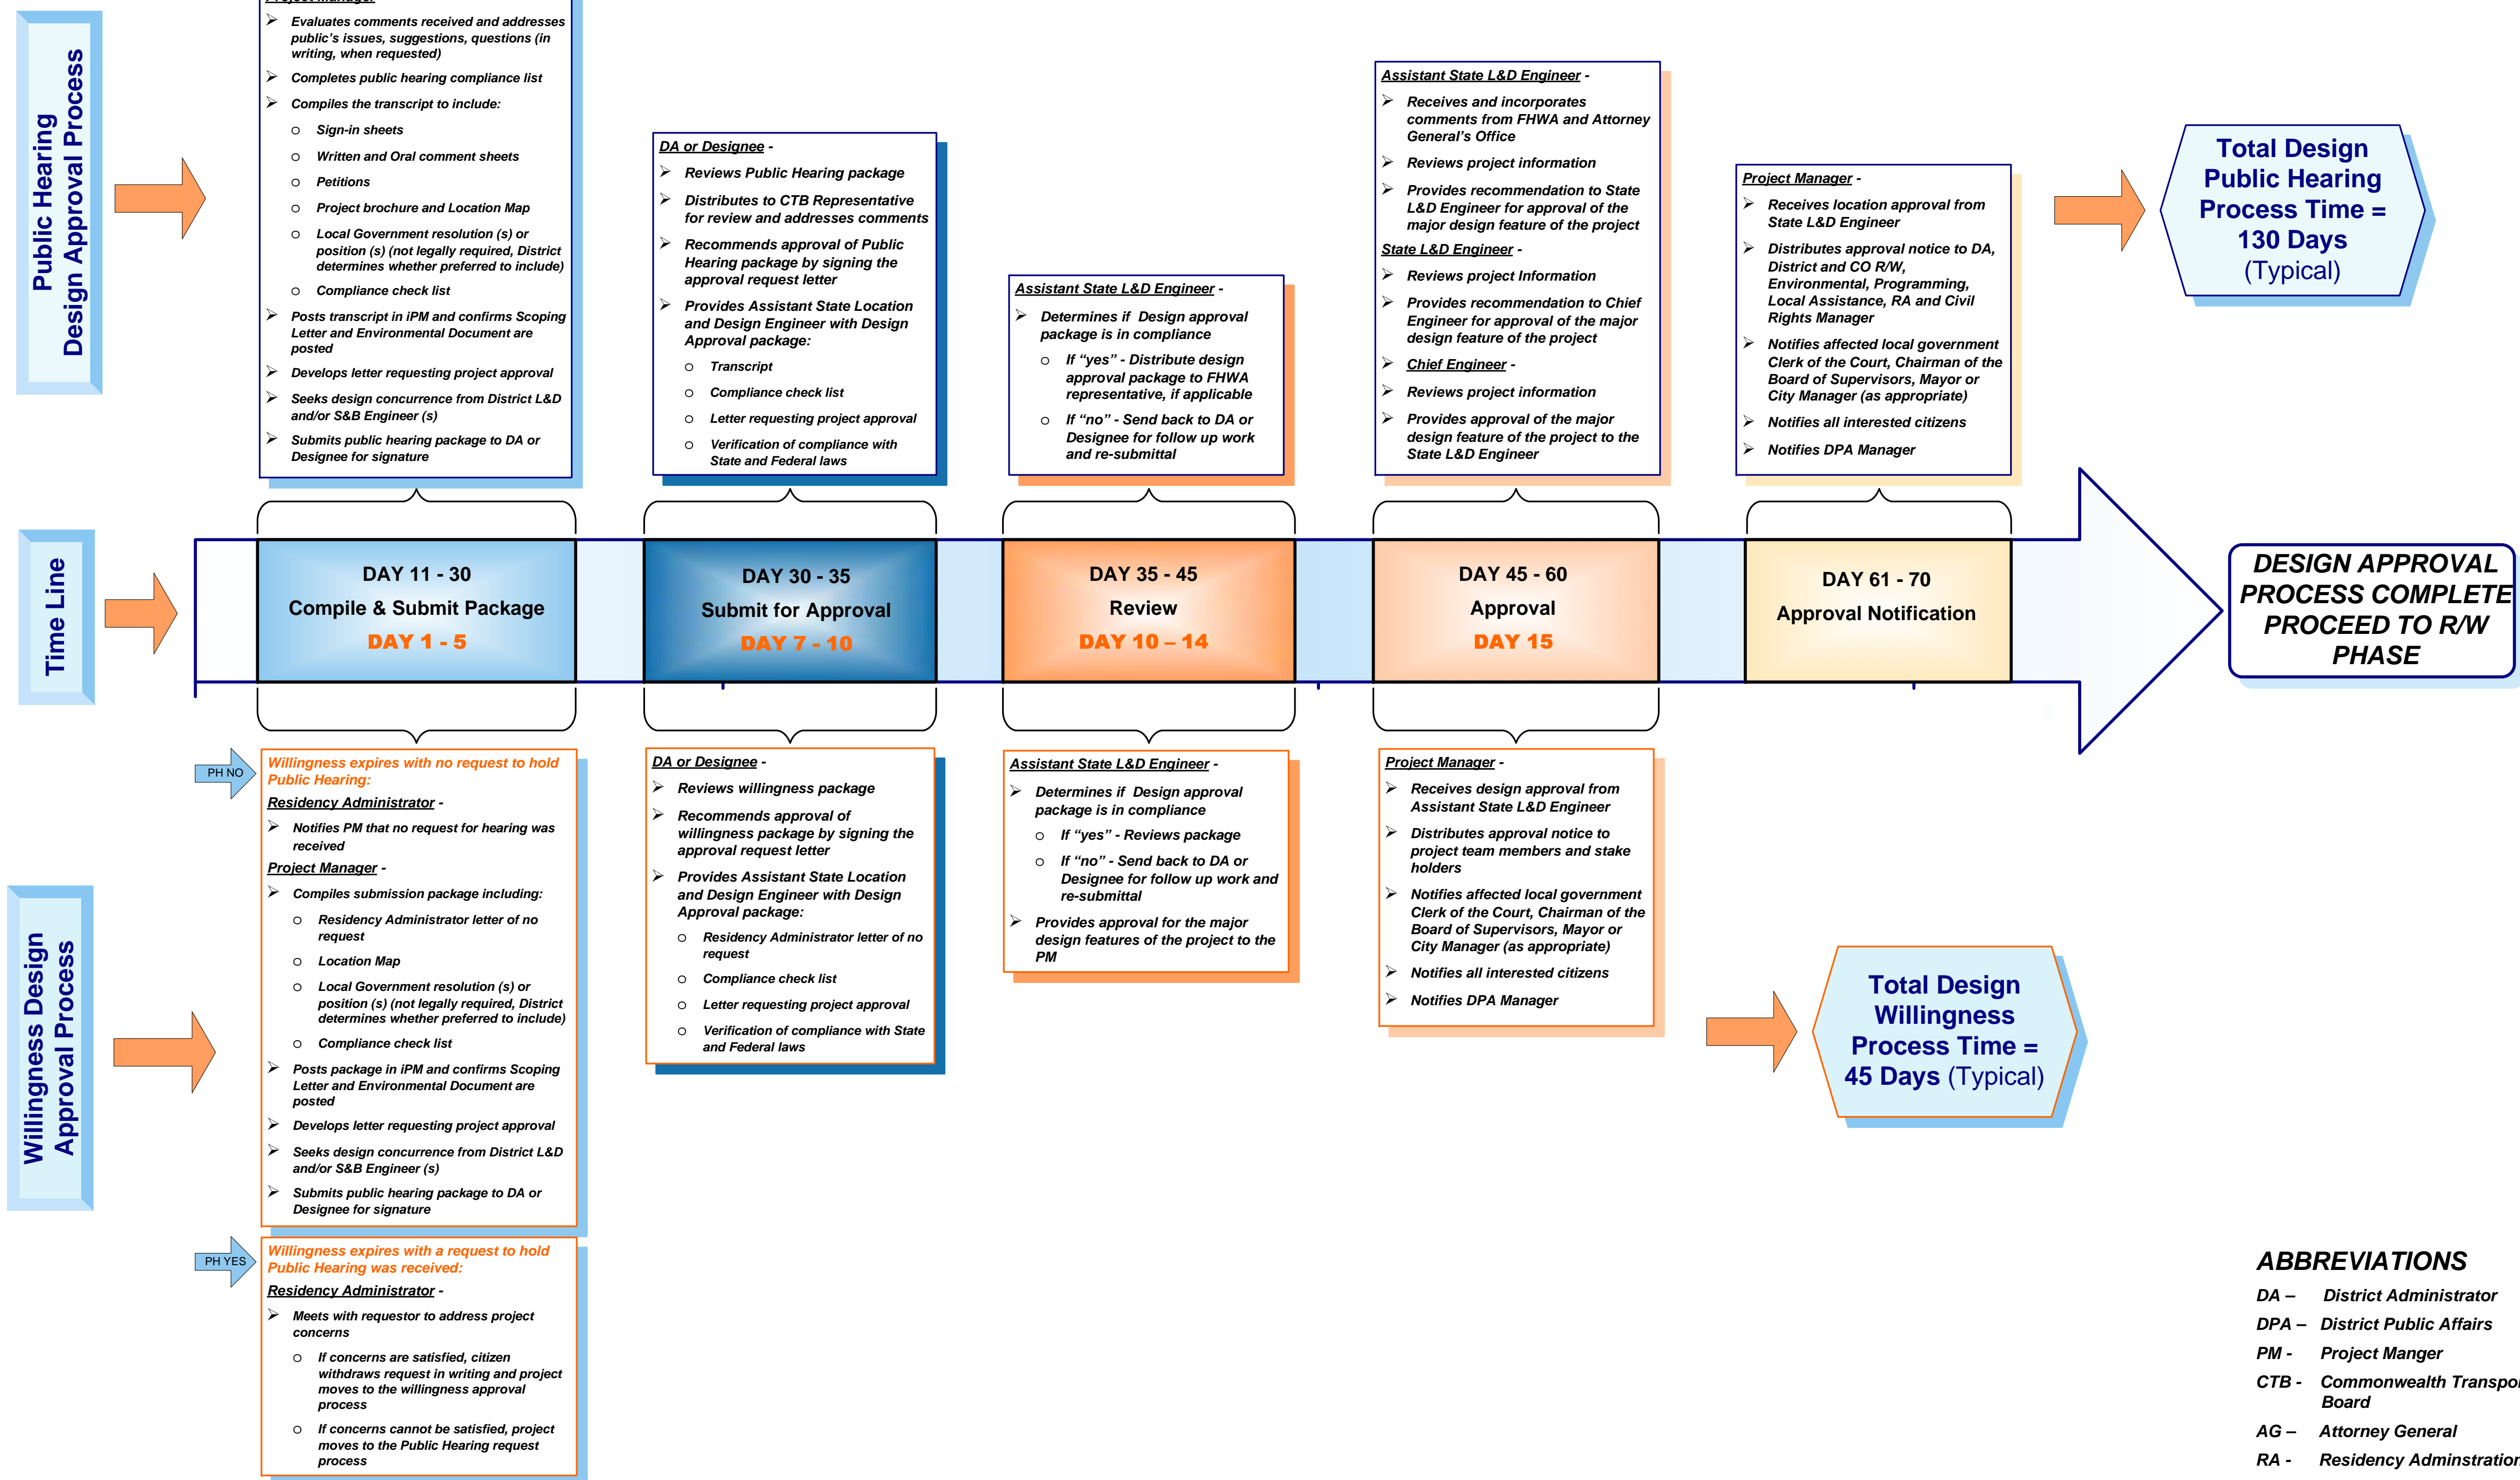 Project Manager
➢ Evaluates comments received and addresses
public's issues, suggestions, questions (in
writing, when requested)
➢ Completes public hearing compliance list
➢ Compiles the transcript to include:
o Sign-in sheets
o Written and Oral comment sheets
o Petitions
o Project brochure and Location Map
o Local Government resolution (s) or
position (s) (not legally required, District
determines whether preferred to include)
o Compliance check list
➢ Posts transcript in iPM and confirms Scoping
Letter and Environmental Document are
posted
➢ Develops letter requesting project approval
➢ Seeks design concurrence from District L&D
and/or S&B Engineer (s)
➢ Submits public hearing package to DA or
Designee for signature
Public Hearing
Design Approval Process
DA or Designee -
➢ Reviews Public Hearing package
➢ Distributes to CTB Representative
for review and addresses comments
➢ Recommends approval of Public
Hearing package by signing the
approval request letter
➢ Provides Assistant State Location
and Design Engineer with Design
Approval package:
o Transcript
o Compliance check list
o Letter requesting project approval
o Verification of compliance with
State and Federal laws
Assistant State L&D Engineer -
➢ Determines if Design approval
package is in compliance
o If “yes” - Distribute design
approval package to FHWA
representative, if applicable
o If “no” - Send back to DA or
Designee for follow up work
and re-submittal
Assistant State L&D Engineer -
➢ Receives and incorporates
comments from FHWA and Attorney
General's Office
➢ Reviews project information
➢ Provides recommendation to State
L&D Engineer for approval of the
major design feature of the project
State L&D Engineer -
➢ Reviews project Information
➢ Provides recommendation to Chief
Engineer for approval of the major
design feature of the project
➢ Chief Engineer -
➢ Reviews project information
➢ Provides approval of the major
design feature of the project to the
State L&D Engineer
Project Manager -
➢ Receives location approval from
State L&D Engineer
➢ Distributes approval notice to DA,
District and CO R/W,
Environmental, Programming,
Local Assistance, RA and Civil
Rights Manager
➢ Notifies affected local government
Clerk of the Court, Chairman of the
Board of Supervisors, Mayor or
City Manager (as appropriate)
➢ Notifies all interested citizens
➢ Notifies DPA Manager
Total Design
Public Hearing
Process Time =
130 Days
(Typical)
Time Line
DAY 11 - 30
Compile & Submit Package
DAY 1 - 5
DAY 30 - 35
Submit for Approval
DAY 7 - 10
DAY 35 - 45
Review
DAY 10 – 14
DAY 45 - 60
Approval
DAY 15
DAY 61 - 70
Approval Notification
DESIGN APPROVAL
PROCESS COMPLETE
PROCEED TO R/W
PHASE
Willingness Design
Approval Process
PH NO
Willingness expires with no request to hold
Public Hearing:
Residency Administrator -
➢ Notifies PM that no request for hearing was
received
Project Manager -
➢ Compiles submission package including:
o Residency Administrator letter of no
request
o Location Map
o Local Government resolution (s) or
position (s) (not legally required, District
determines whether preferred to include)
o Compliance check list
➢ Posts package in iPM and confirms Scoping
Letter and Environmental Document are
posted
➢ Develops letter requesting project approval
➢ Seeks design concurrence from District L&D
and/or S&B Engineer (s)
➢ Submits public hearing package to DA or
Designee for signature
PH YES
Willingness expires with a request to hold
Public Hearing was received:
Residency Administrator -
➢ Meets with requestor to address project
concerns
o If concerns are satisfied, citizen
withdraws request in writing and project
moves to the willingness approval
process
o If concerns cannot be satisfied, project
moves to the Public Hearing request
process
DA or Designee -
➢ Reviews willingness package
➢ Recommends approval of
willingness package by signing the
approval request letter
➢ Provides Assistant State Location
and Design Engineer with Design
Approval package:
o Residency Administrator letter of no
request
o Compliance check list
o Letter requesting project approval
o Verification of compliance with State
and Federal laws
Assistant State L&D Engineer -
➢ Determines if Design approval
package is in compliance
o If “yes” - Reviews package
o If “no” - Send back to DA or
Designee for follow up work and
re-submittal
➢ Provides approval for the major
design features of the project to the
PM
Project Manager -
➢ Receives design approval from
Assistant State L&D Engineer
➢ Distributes approval notice to
project team members and stake
holders
➢ Notifies affected local government
Clerk of the Court, Chairman of the
Board of Supervisors, Mayor or
City Manager (as appropriate)
➢ Notifies all interested citizens
➢ Notifies DPA Manager
Total Design
Willingness
Process Time =
45 Days (Typical)
ABBREVIATIONS
DA – District Administrator
DPA – District Public Affairs
PM - Project Manger
CTB - Commonwealth
Board
AG – Attorney General
RA - Residency Adminstration